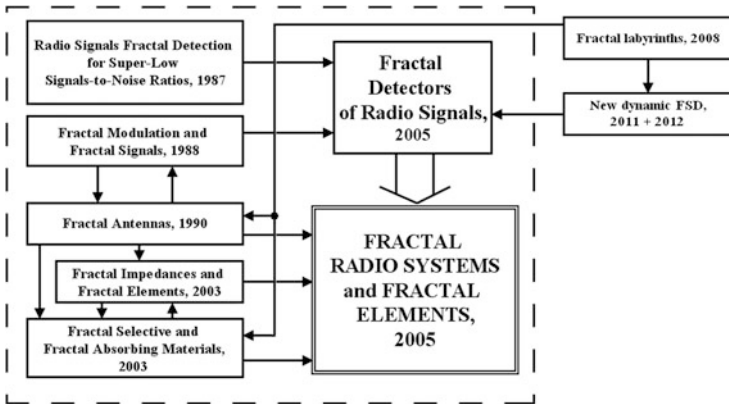 Radio Signals Fractal Detection
for Super-Low
Signals-to-Noise Ratios, 1987
Fractal Modulation and
Fractal Signals, 1988
Fractal Antennas, 1990
Fractal Impedances and
Fractal Elements, 2003
Fractal Selective and
Fractal Absorbing Materials,
2003
Fractal
Detectors
of Radio Signals,
2005
FRACTAL
RADIO SYSTEMS
and FRACTAL
ELEMENTS,
2005
Fractal labyrinths, 2008
New dynamic FSD,
2011 + 2012